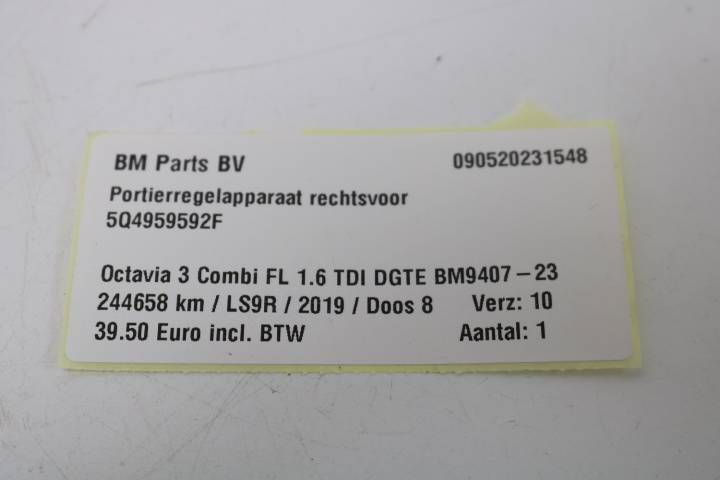 BM Parts BV 090520231548
Portierregelapparaat rechtsvoor
5Q4959592F
Octavia 3 Combi FL 1.6 TDI DGTE BM9407-23
244658 km / LS9R / 2019 / Doos 8 Verz: 10
39.50 Euro incl. BTW Aantal: 1